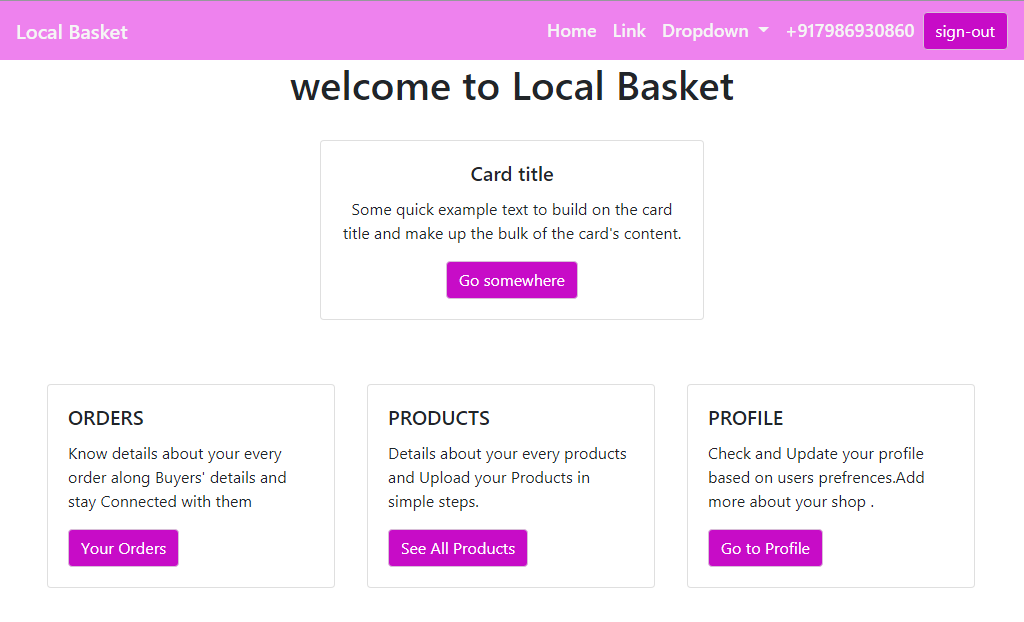 Local Basket Home Link Dropdown +917986930860 sign-out
welcome to Local Basket
Card title
Some quick example text to build on the card
title and make up the bulk of the card's content.
Go somewhere
ORDERS
Know details about your every
order along Buyers' details and
stay Connected with them
Your Orders
PRODUCTS
Details about your every products
and Upload your Products in
simple steps.
See All Products
PROFILE
Check and Update your profile
based on users prefrences.Add
more about your shop .
Go to Profile